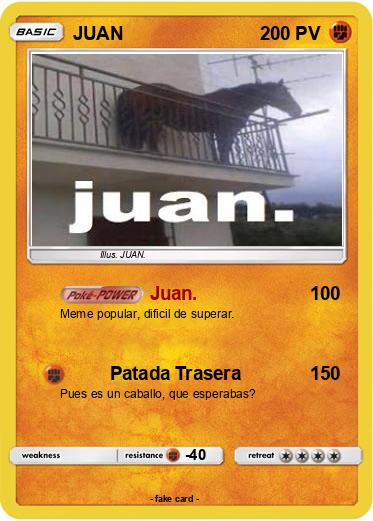 BASIC JUAN 200 PV
juan.
Illus. JUAN.
Poké-POWER Juan. 100
Meme popular, dificil de superar.
Patada Trasera 150
Pues es un caballo, que esperabas?
weakness resistance -40 retreat
- fake card -